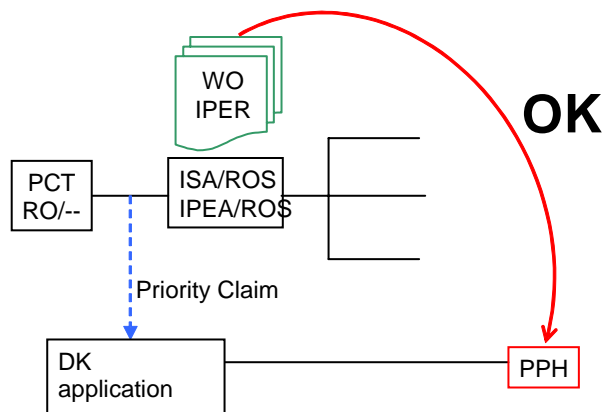 WO
IPER
OK
PCT
RO/--
ISA/ROS
IPEA/ROS
Priority Claim
DK
application
PPH